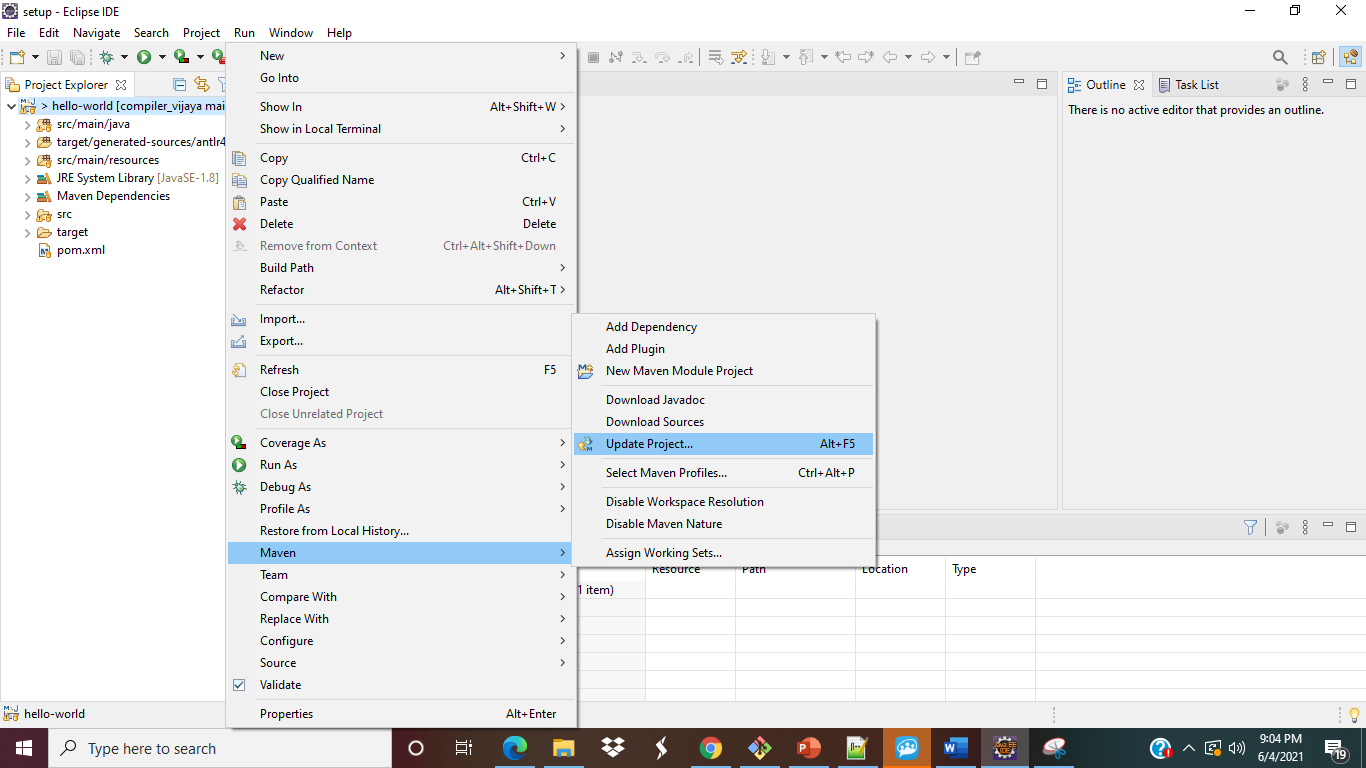 setup - Eclipse IDE
File Edit Navigate Search Project Run Window Help
Project Explorer
> hello-world [compiler_vijaya mai
src/main/java
target/generated-sources/antlr4
src/main/resources
JRE System Library [JavaSE-1.8]
Maven Dependencies
src
target
pom.xml
New
Go Into
Show In Alt+Shift+W
Show in Local Terminal
Copy Ctrl+C
Copy Qualified Name
Paste Ctrl+V
Delete Delete
Remove from Context Ctrl+Alt+Shift+Down
Build Path
Refactor Alt+Shift+T
Import...
Export...
Refresh F5
Close Project
Close Unrelated Project
Coverage As
Run As
Debug As
Profile As
Restore from Local History...
Maven
Team
Compare With
Replace With
Configure
Source
Validate
Properties Alt+Enter
Add Dependency
Add Plugin
New Maven Module Project
Download Javadoc
Download Sources
Update Project... Alt+F5
Select Maven Profiles... Ctrl+Alt+P
Disable Workspace Resolution
Disable Maven Nature
Assign Working Sets...
Outline Task List
There is no active editor that provides an outline.
Resource Path Location Type
1 item)
hello-world
Type here to search
9:04 PM
6/4/2021
19